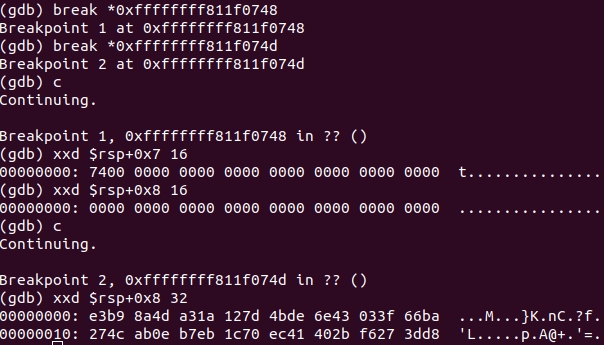 (gdb) break *0xffffffff811f0748
Breakpoint 1 at 0xffffffff811f0748
(gdb) break *0xffffffff811f074d
Breakpoint 2 at 0xffffffff811f074d
(gdb) c
Continuing.
Breakpoint 1, 0xffffffff811f0748 in ?? ()
(gdb) xxd $rsp+0x7 16
00000000: 7400 0000 0000 0000 0000 0000 0000 0000  t...............
(gdb) xxd $rsp+0x8 16
00000000: 0000 0000 0000 0000 0000 0000 0000 0000  ................
(gdb) c
Continuing.
Breakpoint 2, 0xffffffff811f074d in ?? ()
(gdb) xxd $rsp+0x8 32
00000000: e3b9 8a4d a31a 127d 4bde 6e43 033f 66ba  ...M...}K.nC.?f.
00000010: 274c ab0e b7eb 1c70 ec41 402b f627 3dd8  'L.....p.A@+.'=.